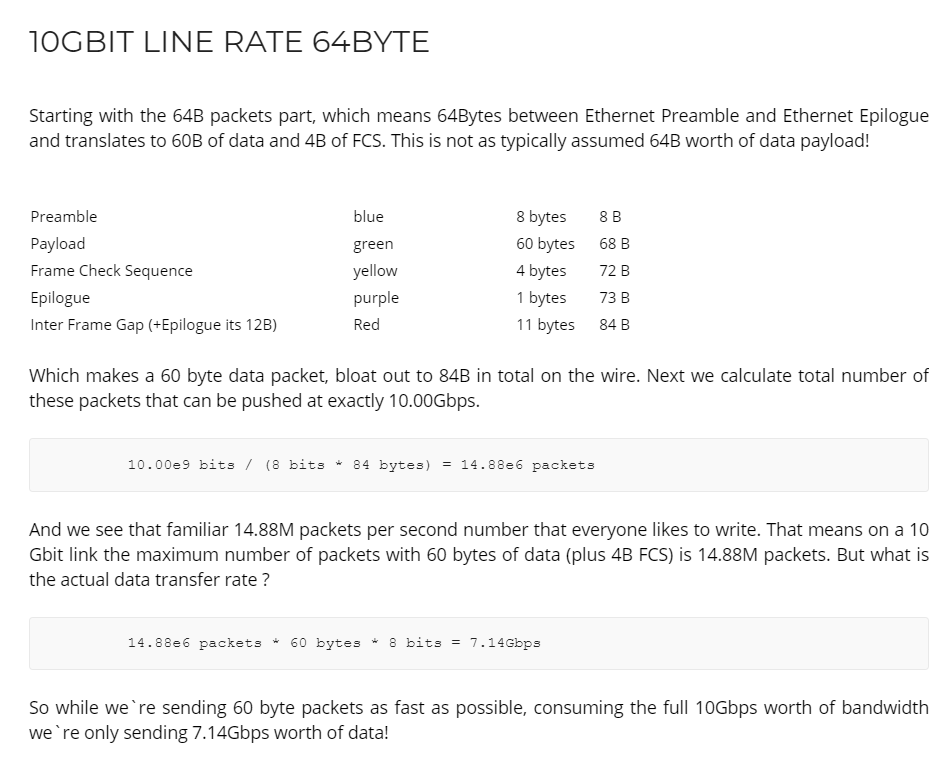 10GBIT LINE RATE 64BYTE
Starting with the 64B packets part, which means 64Bytes between Ethernet Preamble and Ethernet Epilogue
and translates to 60B of data and 4B of FCS. This is not as typically assumed 64B worth of data payload!
Preamble blue 8 bytes 8 B
Payload green 60 bytes 68 B
Frame Check Sequence yellow 4 bytes 72 B
Epilogue purple 1 bytes 73 B
Inter Frame Gap (+Epilogue its 12B) Red 11 bytes 84 B
Which makes a 60 byte data packet, bloat out to 84B in total on the wire. Next we calculate total number of
these packets that can be pushed at exactly 10.00Gbps.
10.00e9 bits / (8 bits * 84 bytes) = 14.88e6 packets
And we see that familiar 14.88M packets per second number that everyone likes to write. That means on a 10
Gbit link the maximum number of packets with 60 bytes of data (plus 4B FCS) is 14.88M packets. But what is
the actual data transfer rate ?
14.88e6 packets * 60 bytes * 8 bits = 7.14Gbps
So while we`re sending 60 byte packets as fast as possible, consuming the full 10Gbps worth of bandwidth
we`re only sending 7.14Gbps worth of data!